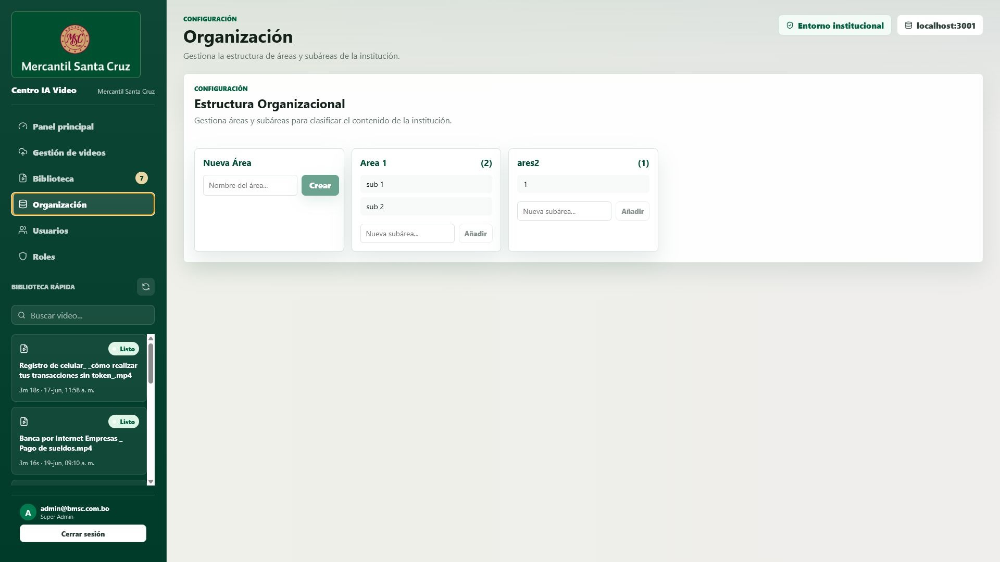 BOLIVIA
MSC
1905
Mercantil Santa Cruz
Centro IA Video
Mercantil Santa Cruz
Panel principal
Gestión de videos
Biblioteca
7
Organización
Usuarios
Roles
BIBLIOTECA RÁPIDA
Buscar video...
Listo
Registro de celular_ _cómo realizar
tus transacciones sin token_.mp4
3m 18s · 17-jun, 11:58 a. m.
Listo
Banca por Internet Empresas _
Pago de sueldos.mp4
3m 16s · 19-jun, 09:10 a. m.
A
admin@bmsc.com.bo
Super Admin
Cerrar sesión
CONFIGURACIÓN
Organización
Gestiona la estructura de áreas y subáreas de la institución.
Entorno institucional
localhost:3001
CONFIGURACIÓN
Estructura Organizacional
Gestiona áreas y subáreas para clasificar el contenido de la institución.
Nueva Área
Nombre del área...
Crear
Area 1
(2)
sub 1
sub 2
Nueva subárea...
Añadir
ares2
(1)
1
Nueva subárea...
Añadir